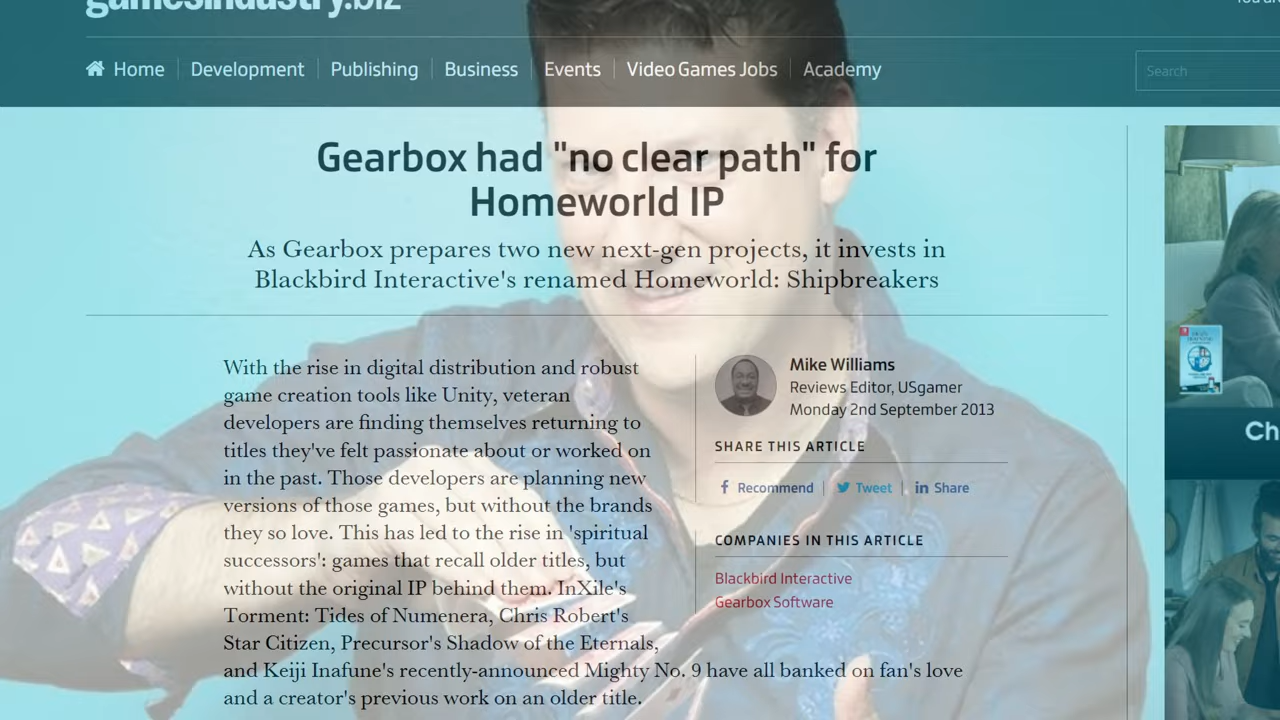 gamesindustry.biz
Home
Development
Publishing
Business
Events
Video Games Jobs
Academy
Search
Gearbox had "no clear path" for
Homeworld IP
As Gearbox prepares two new next-gen projects, it invests in
Blackbird Interactive's renamed Homeworld: Shipbreakers
With the rise in digital distribution and robust
game creation tools like Unity, veteran
developers are finding themselves returning to
titles they've felt passionate about or worked on
in the past. Those developers are planning new
versions of those games, but without the brands
they so love. This has led to the rise in 'spiritual
successors': games that recall older titles, but
without the original IP behind them. InXile's
Torment: Tides of Numenera, Chris Robert's
Star Citizen, Precursor's Shadow of the Eternals,
and Keiji Inafune's recently-announced Mighty No. 9 have all banked on fan's love
and a creator's previous work on an older title.
Mike Williams
Reviews Editor, USgamer
Monday 2nd September 2013
SHARE THIS ARTICLE
Recommend
Tweet
Share
COMPANIES IN THIS ARTICLE
Blackbird Interactive
Gearbox Software
Ch